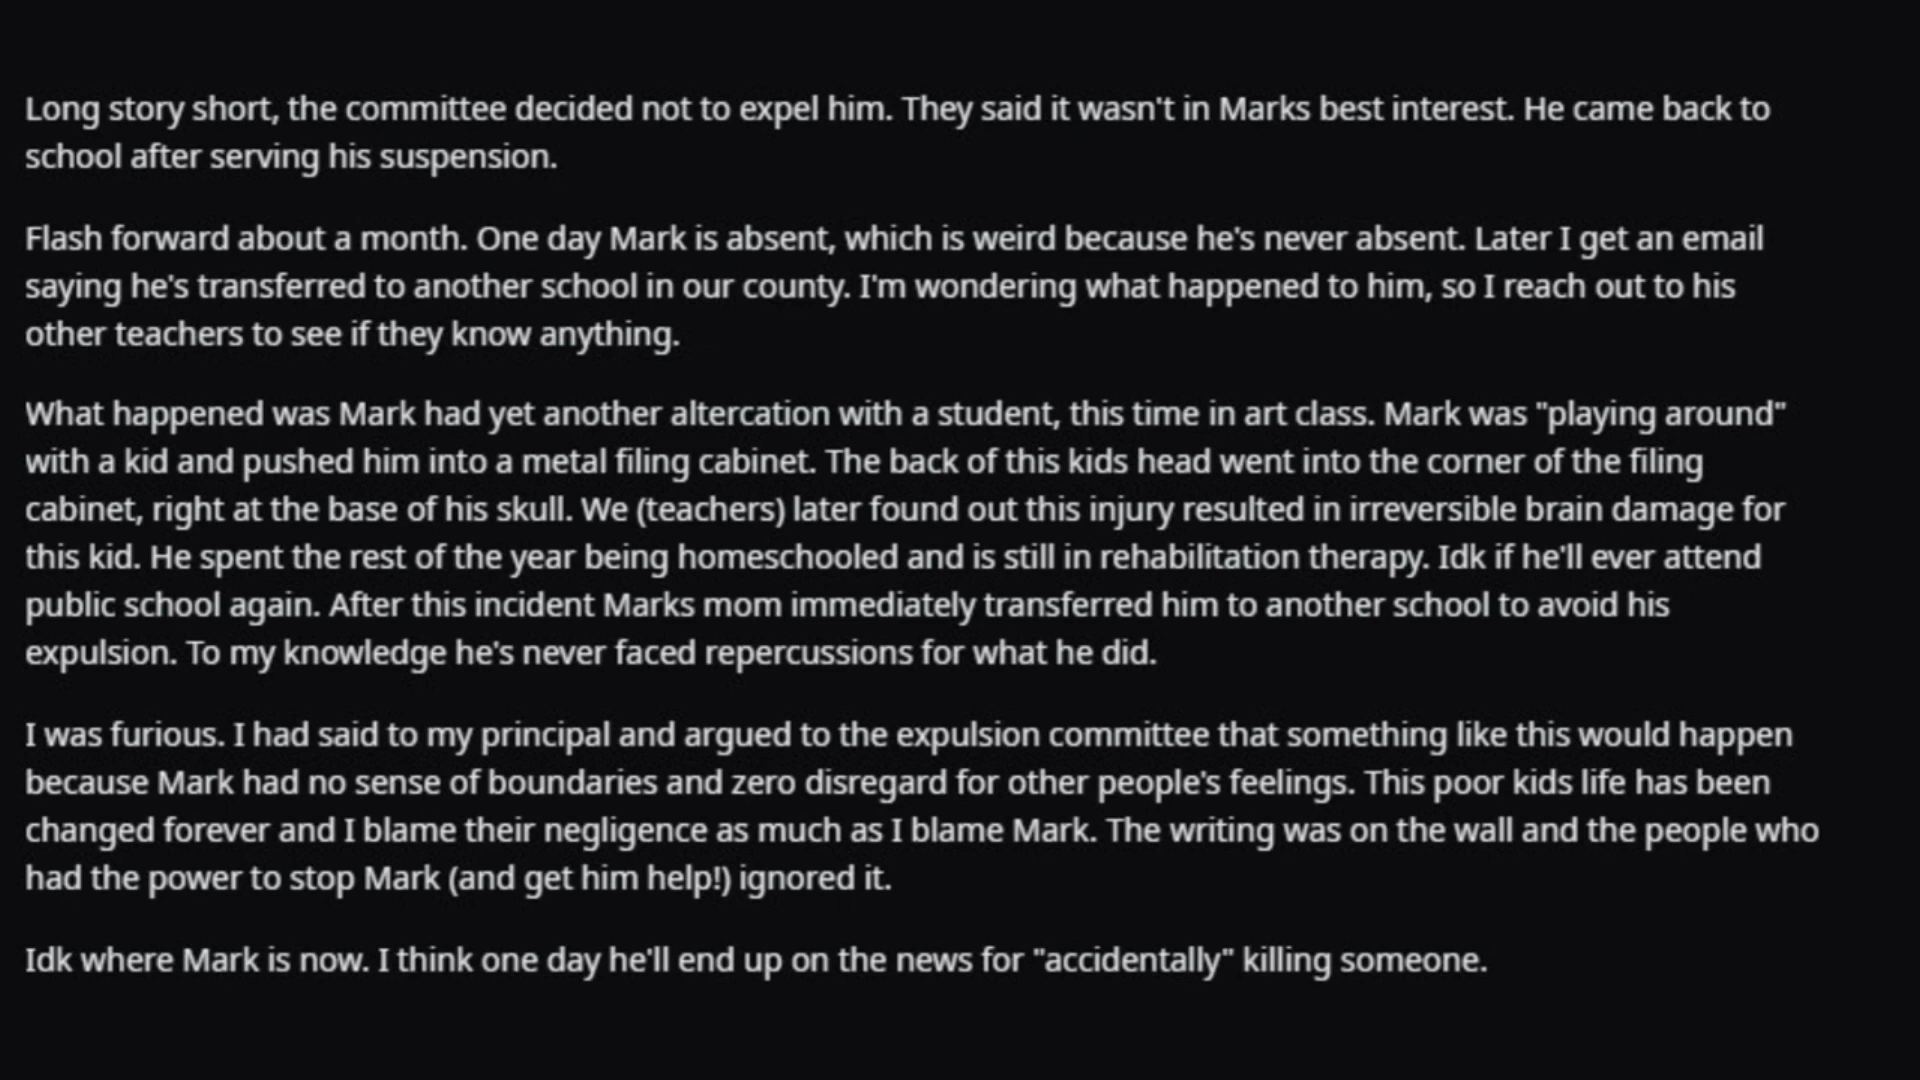 Long story short, the committee decided not to expel him. They said it wasn't in Marks best interest. He came back to
school after serving his suspension.
Flash forward about a month. One day Mark is absent, which is weird because he's never absent. Later I get an email
saying he's transferred to another school in our county. I'm wondering what happened to him, so I reach out to his
other teachers to see if they know anything.
What happened was Mark had yet another altercation with a student, this time in art class. Mark was "playing around"
with a kid and pushed him into a metal filing cabinet. The back of this kids head went into the corner of the filing
cabinet, right at the base of his skull. We (teachers) later found out this injury resulted in irreversible brain damage for
this kid. He spent the rest of the year being homeschooled and is still in rehabilitation therapy. Idk if he'll ever attend
public school again. After this incident Marks mom immediately transferred him to another school to avoid his
expulsion. To my knowledge he's never faced repercussions for what he did.
I was furious. I had said to my principal and argued to the expulsion committee that something like this would happen
because Mark had no sense of boundaries and zero disregard for other people's feelings. This poor kids life has been
changed forever and I blame their negligence as much as I blame Mark. The writing was on the wall and the people who
had the power to stop Mark (and get him help!) ignored it.
Idk where Mark is now. I think one day he'll end up on the news for "accidentally" killing someone.